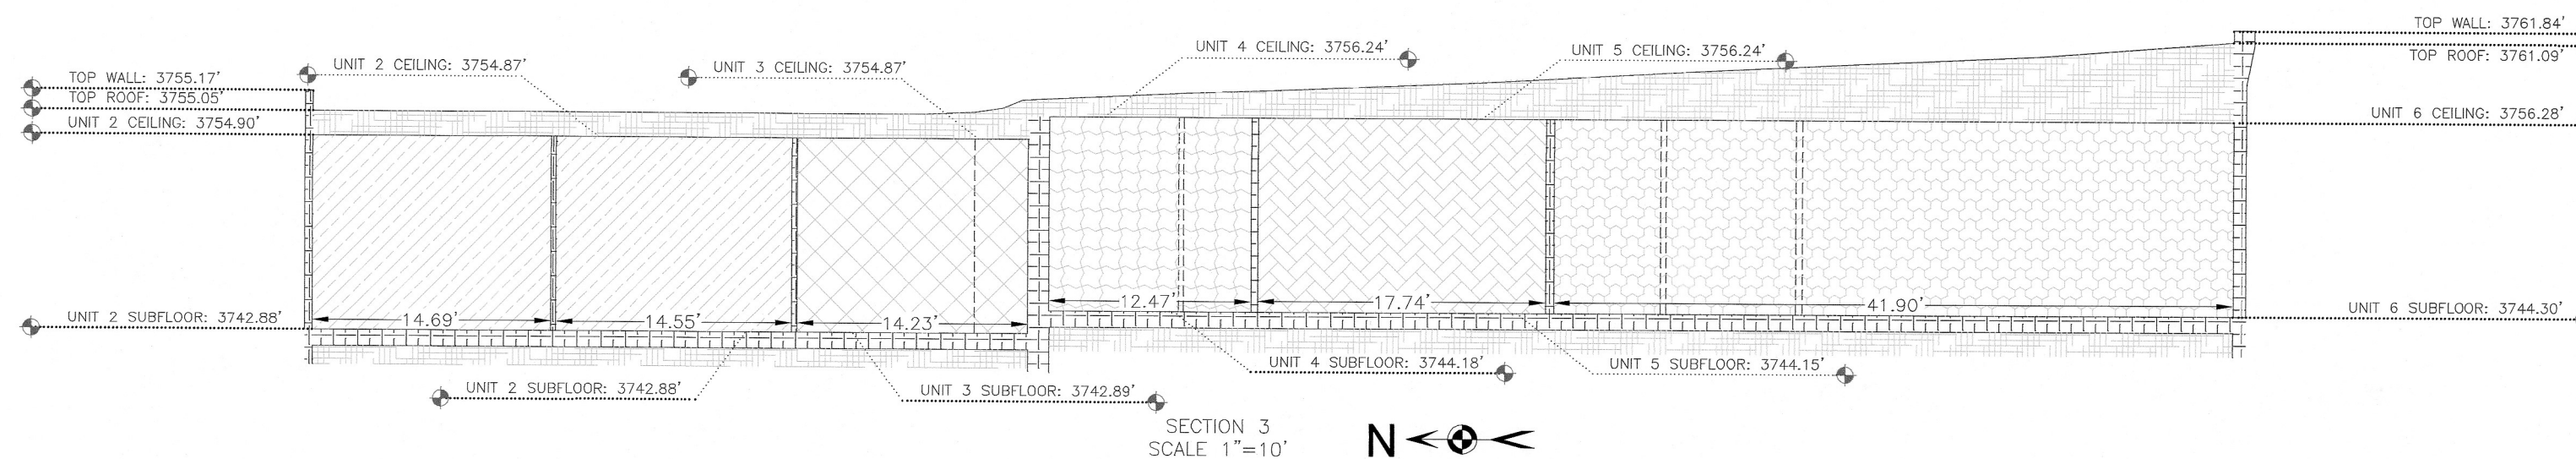 TOP WALL: 3761.84'
UNIT 4 CEILING: 3756.24'
UNIT 5 CEILING: 3756.24'
TOP ROOF: 3761.09'
UNIT 2 CEILING: 3754.87'
UNIT 3 CEILING: 3754.87'
TOP WALL: 3755.17'
TOP ROOF: 3755.05'
UNIT 2 CEILING: 3754.90'
UNIT 6 CEILING: 3756.28'
12.47'
17.74'
41.90'
UNIT 6 SUBFLOOR: 3744.30'
UNIT 2 SUBFLOOR: 3742.88'
14.69'
14.55'
14.23'
UNIT 4 SUBFLOOR: 3744.18'
UNIT 5 SUBFLOOR: 3744.15'
UNIT 2 SUBFLOOR: 3742.88'
UNIT 3 SUBFLOOR: 3742.89'
SECTION 3
SCALE 1"=10'
N